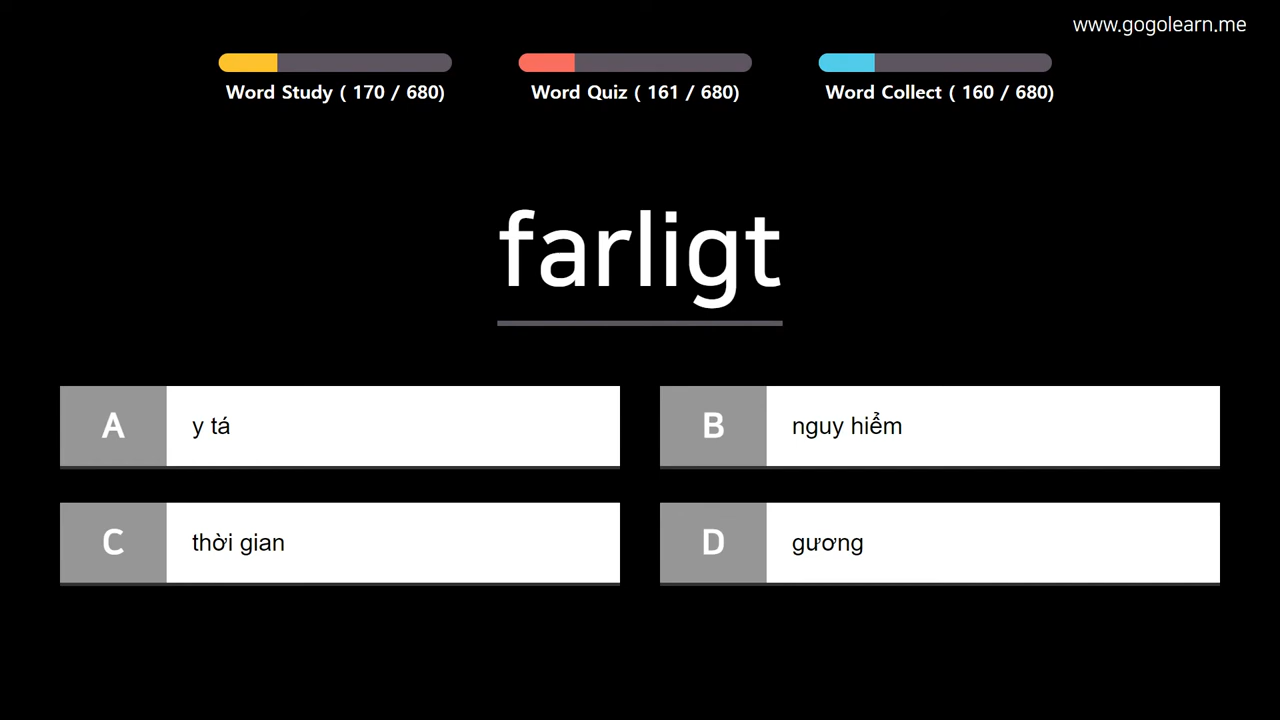 www.gogolearn.me
Word Study ( 170 / 680)
Word Quiz ( 161 / 680)
Word Collect ( 160 / 680)
farligt
A y tá
B nguy hiểm
C thời gian
D gương